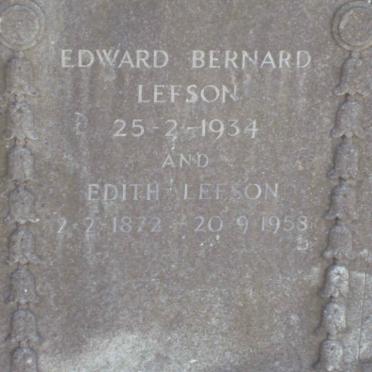 EDWARD BERNARD
LEFSON
25-2-1934
AND
EDITH LEFSON
2-2-1872 - 20 9 1958